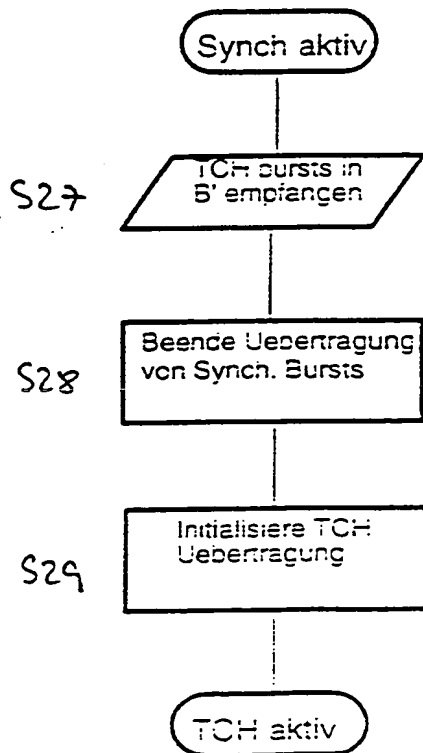 Synch aktiv
S27
TCH bursts in
B' empfangen
S28
Beende Uebertragung
von Synch. Bursts
S29
Initialisiere TCH
Uebertragung
TCH aktiv